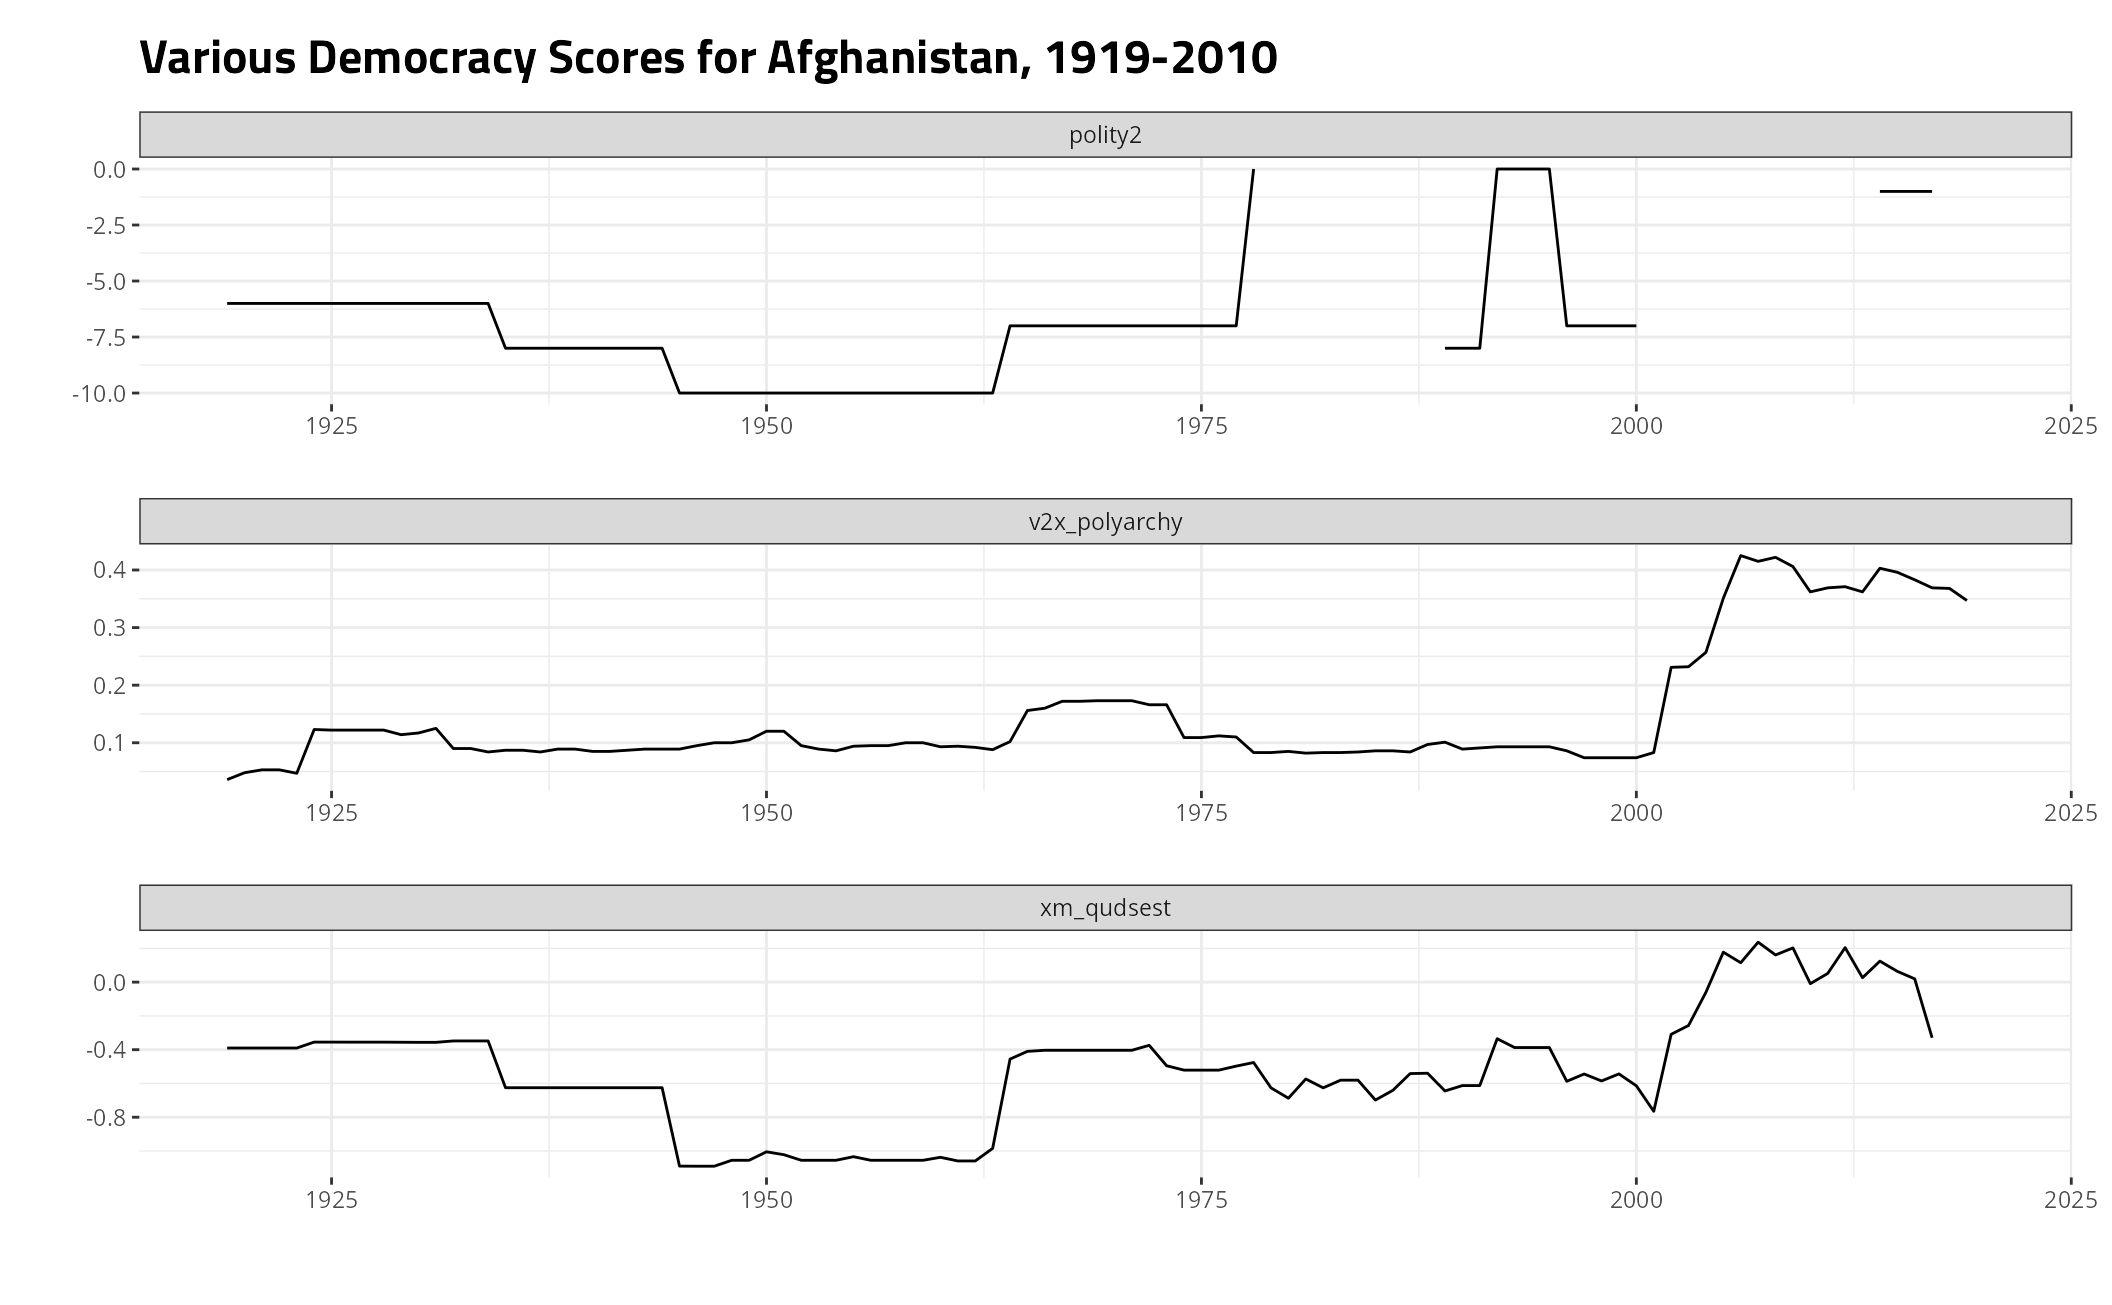 Various Democracy Scores for Afghanistan, 1919-2010
polity2
0.0
-2.5
-5.0
-7.5
-10.0
1925 1950 1975 2000 2025
v2x_polyarchy
0.4
0.3
0.2
0.1
1925 1950 1975 2000 2025
xm_qudsest
0.0
-0.4
-0.8
1925 1950 1975 2000 2025